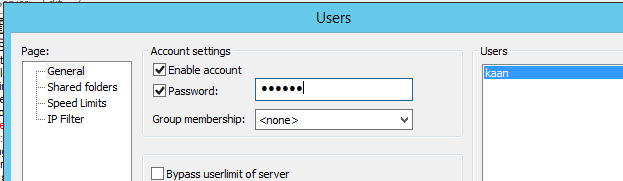 Users
Page:
General
Shared folders
Speed Limits
IP Filter
Account settings
Enable account
Password:
••••••
Group membership:
<none>
Bypass userlimit of server
Users
kaan